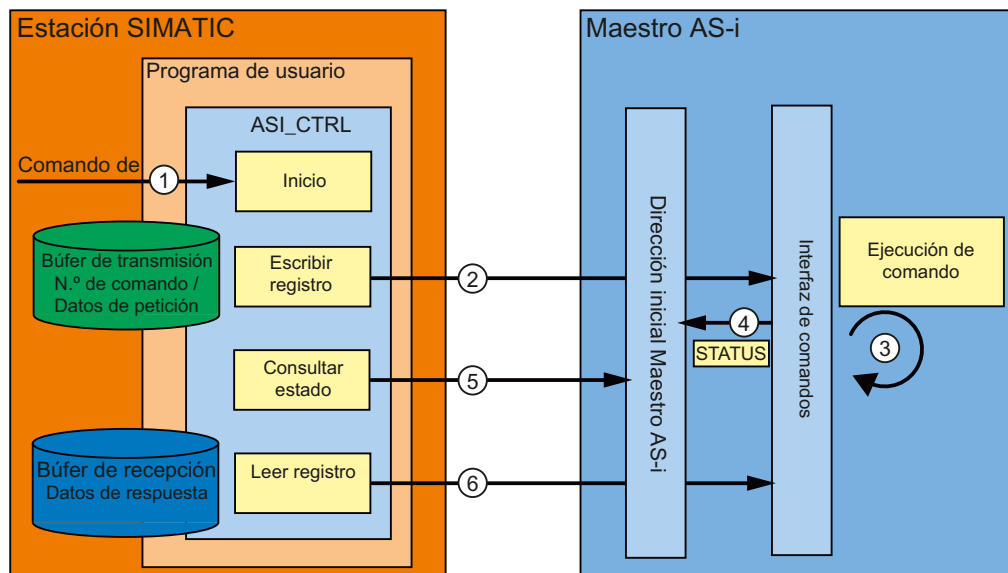 Estación SIMATIC
Maestro AS-i
Programa de usuario
ASI_CTRL
Comando de
1
Inicio
Búfer de transmisión
N.º de comando /
Datos de petición
Escribir
registro
2
Dirección inicial Maestro AS-i
Interfaz de comandos
Ejecución de
comando
4
STATUS
3
Consultar
estado
5
Búfer de recepción
Datos de respuesta
Leer registro
6